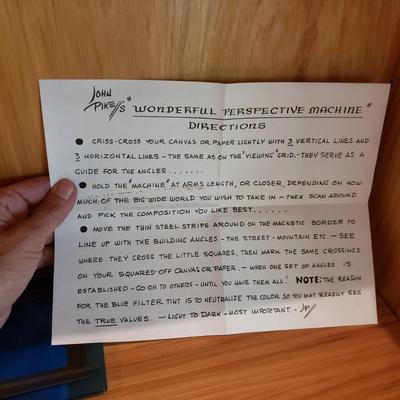 JOHN PIKE'S "WONDERFUL PERSPECTIVE MACHINE"
DIRECTIONS
● CRISS-CROSS YOUR CANVAS OR PAPER LIGHTLY WITH 3 VERTICAL LINES AND
3 HORIZONTAL LINES - THE SAME AS ON THE "VIEWING" GRID. - THEY SERVE AS A
GUIDE FOR THE ANGLES.......
● HOLD THE "MACHINE" AT ARMS LENGTH, OR CLOSER, DEPENDING ON HOW
MUCH OF THE BIG WIDE WORLD YOU WISH TO TAKE IN - THEN SCAN AROUND
AND PICK THE COMPOSITION YOU LIKE BEST......
● MOVE THE THIN STEEL STRIPS AROUND ON THE MAGNETIC BORDER TO
LINE UP WITH THE BUILDING ANGLES - THE STREET - MOUNTAIN ETC - SEE
WHERE THEY CROSS THE LITTLE SQUARES, THEN MARK THE SAME CROSSINGS
ON YOUR SQUARED-OFF CANVAS OR PAPER. - WHEN ONE SET OF ANGLES IS
ESTABLISHED - GO ON TO OTHERS - UNTIL YOU HAVE THEM ALL! NOTE: THE REASON
FOR THE BLUE FILTER TINT IS TO NEUTRALIZE THE COLOR SO YOU MAY READILY SEE
THE TRUE VALUES. - LIGHT TO DARK - MOST IMPORTANT. - JP